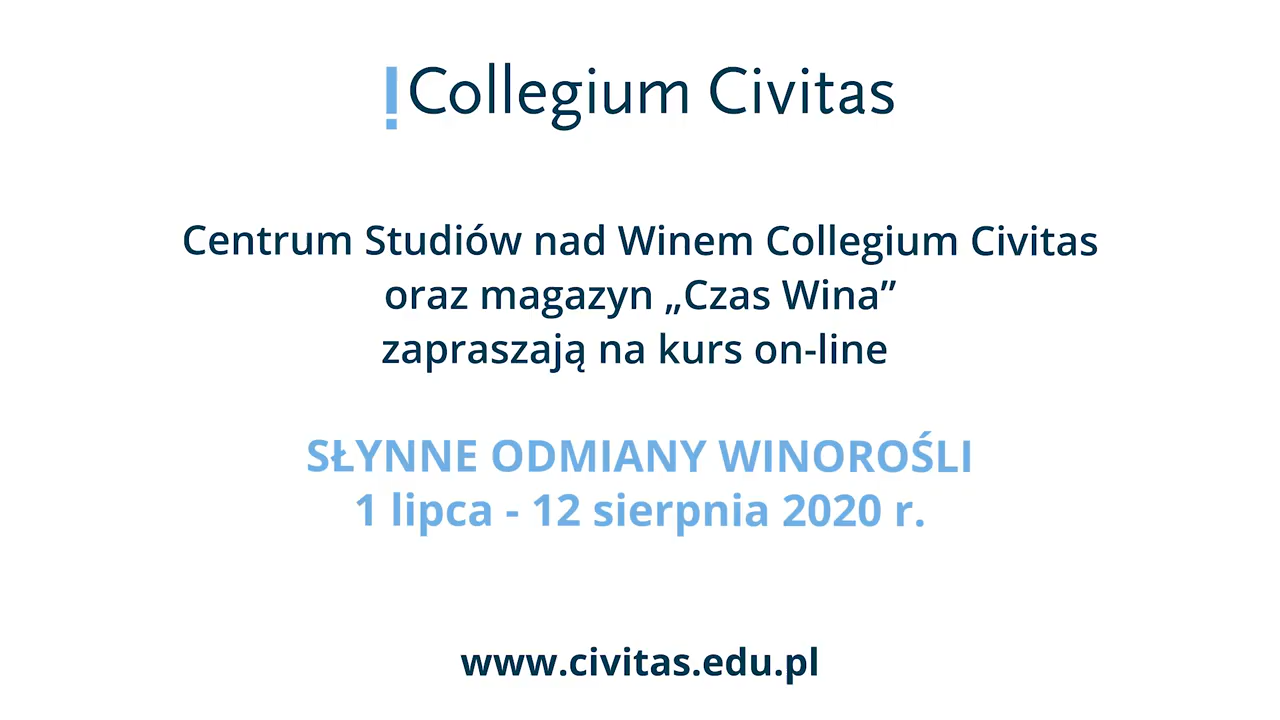 Collegium Civitas
Centrum Studiów nad Winem Collegium Civitas
oraz magazyn „Czas Wina”
zapraszają na kurs on-line
SŁYNNE ODMIANY WINOROŚLI
1 lipca - 12 sierpnia 2020 r.
www.civitas.edu.pl